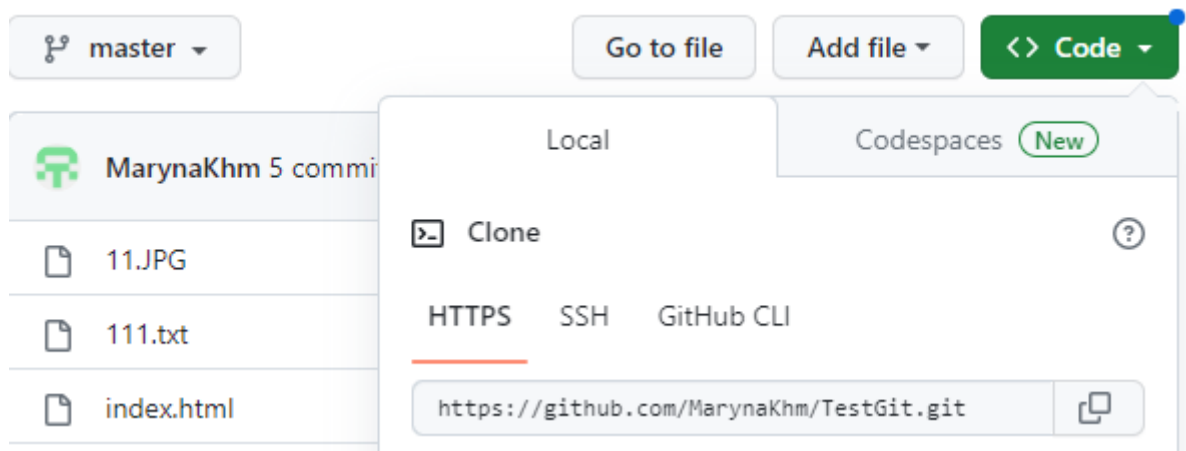 master
Go to file
Add file
<> Code
Local
Codespaces New
MarynaKhm 5 commi
Clone
11.JPG
HTTPS SSH GitHub CLI
111.txt
https://github.com/MarynaKhm/TestGit.git
index.html